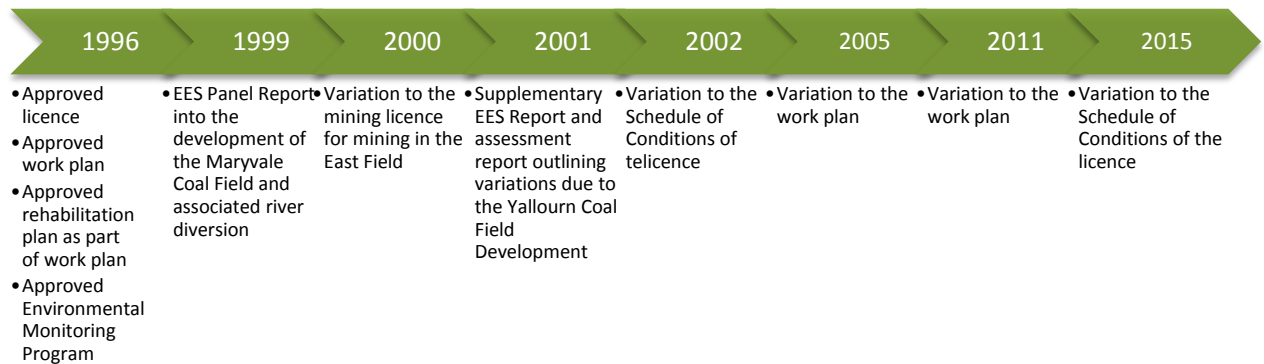 1996
1999
2000
2001
2002
2005
2011
2015
•Approved
licence
•Approved
work plan
•Approved
rehabilitation
plan as part
of work plan
•Approved
Environmental
Monitoring
Program
•EES Panel Report
into the
development of
the Maryvale
Coal Field and
associated river
diversion
•Variation to the
mining licence
for mining in the
East Field
•Supplementary
EES Report and
assessment
report outlining
variations due to
the Yallourn Coal
Field
Development
•Variation to the
Schedule of
Conditions of
telicence
•Variation to the
work plan
•Variation to the
work plan
•Variation to the
Schedule of
Conditions of the
licence